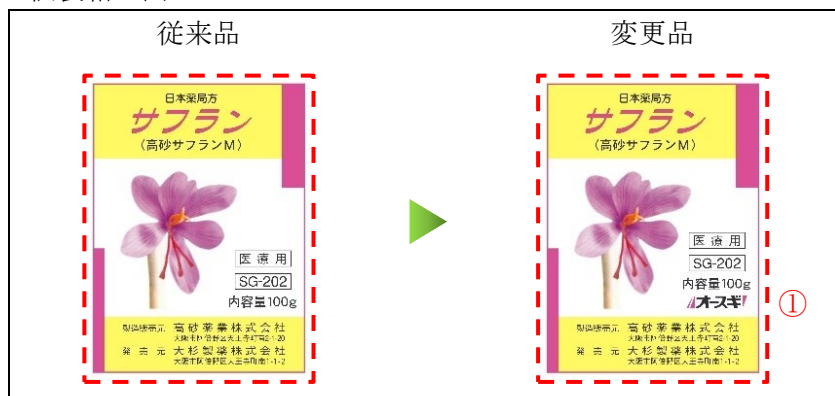 従来品
日本薬局方
サフラン
(高砂サフランM)
医療用
SG-202
内容量100g
製造販売元 高砂薬業株式会社
発売元 大杉製薬株式会社
変更品
日本薬局方
サフラン
(高砂サフランM)
医療用
SG-202
内容量100g
オースギ
①
製造販売元 高砂薬業株式会社
発売元 大杉製薬株式会社